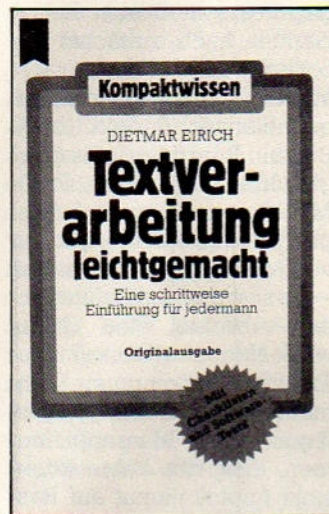 Kompaktwissen
DIETMAR EIRICH
Textver-
arbeitung
leichtgemacht
Eine schrittweise
Einführung für jedermann
Originalausgabe
Mit
Checklisten
und Software-
Tests